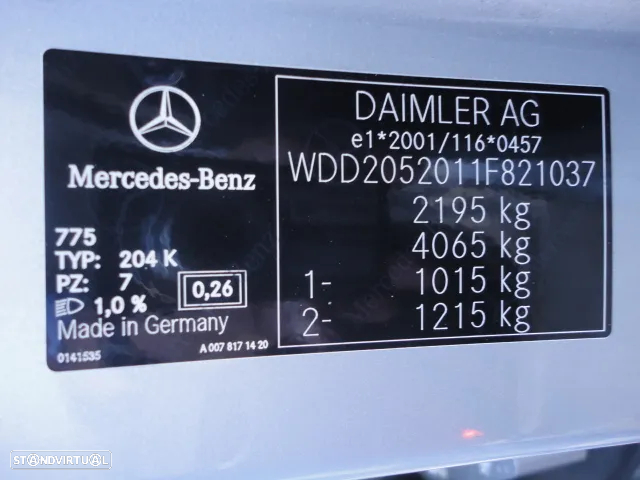 Mercedes-Benz
775
TYP: 204 K
PZ: 7
1,0 %
0,26
Made in Germany
0141535
A 007 817 14 20
DAIMLER AG
e1*2001/116*0457
WDD2052011F821037
2195 kg
4065 kg
1- 1015 kg
2- 1215 kg
STANDVIRTUAL